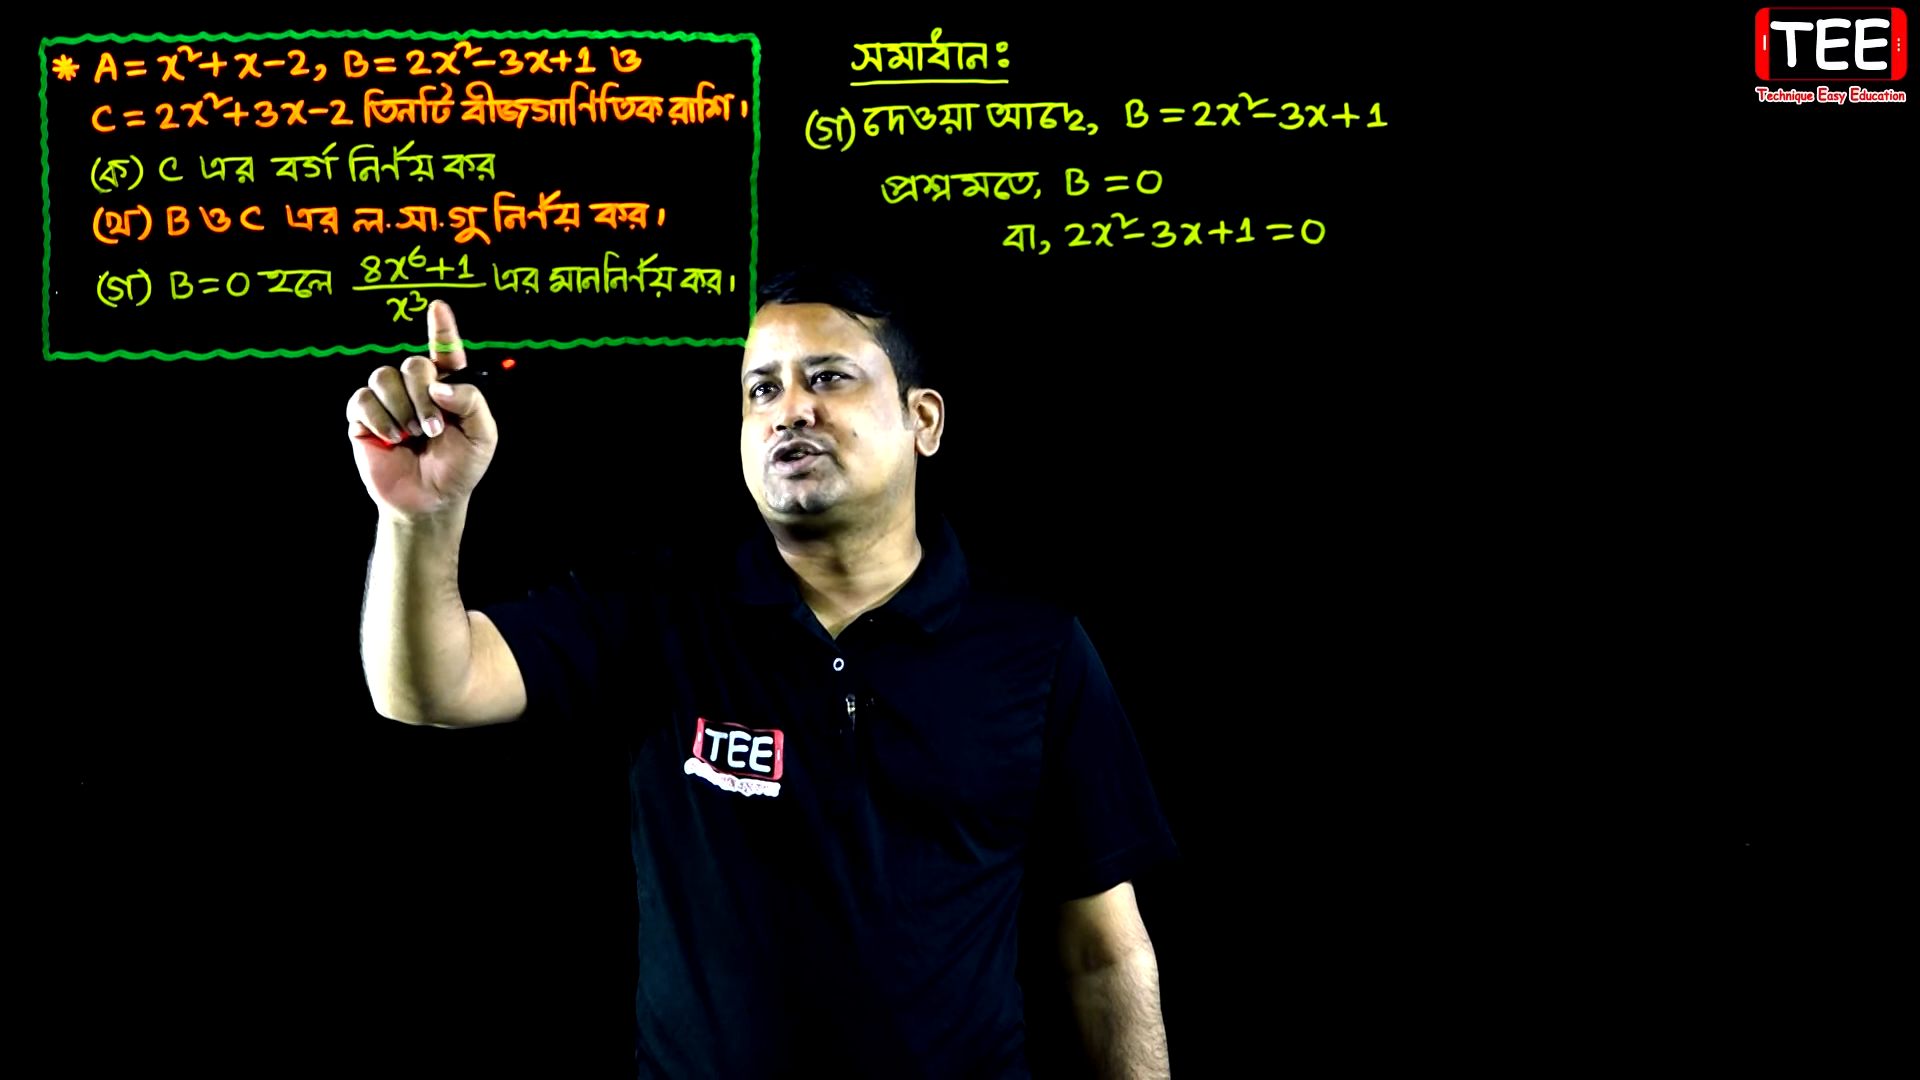 * A = x²+x-2, B = 2x²-3x+1 ও
C = 2x²+3x-2 তিনটি বীজগাণিতিক রাশি।
(ক) C এর বর্গ নির্ণয় কর
(খ) B ও C এর ল.সা.গু নির্ণয় কর।
(গ) B=0 হলে (8x⁶+1)/x³ এর মান নির্ণয় কর।
সমাধান:
(গ) দেওয়া আছে, B = 2x²-3x+1
প্রশ্নমতে, B = 0
বা, 2x²-3x+1 = 0
TEE
Technique Easy Education
TEE